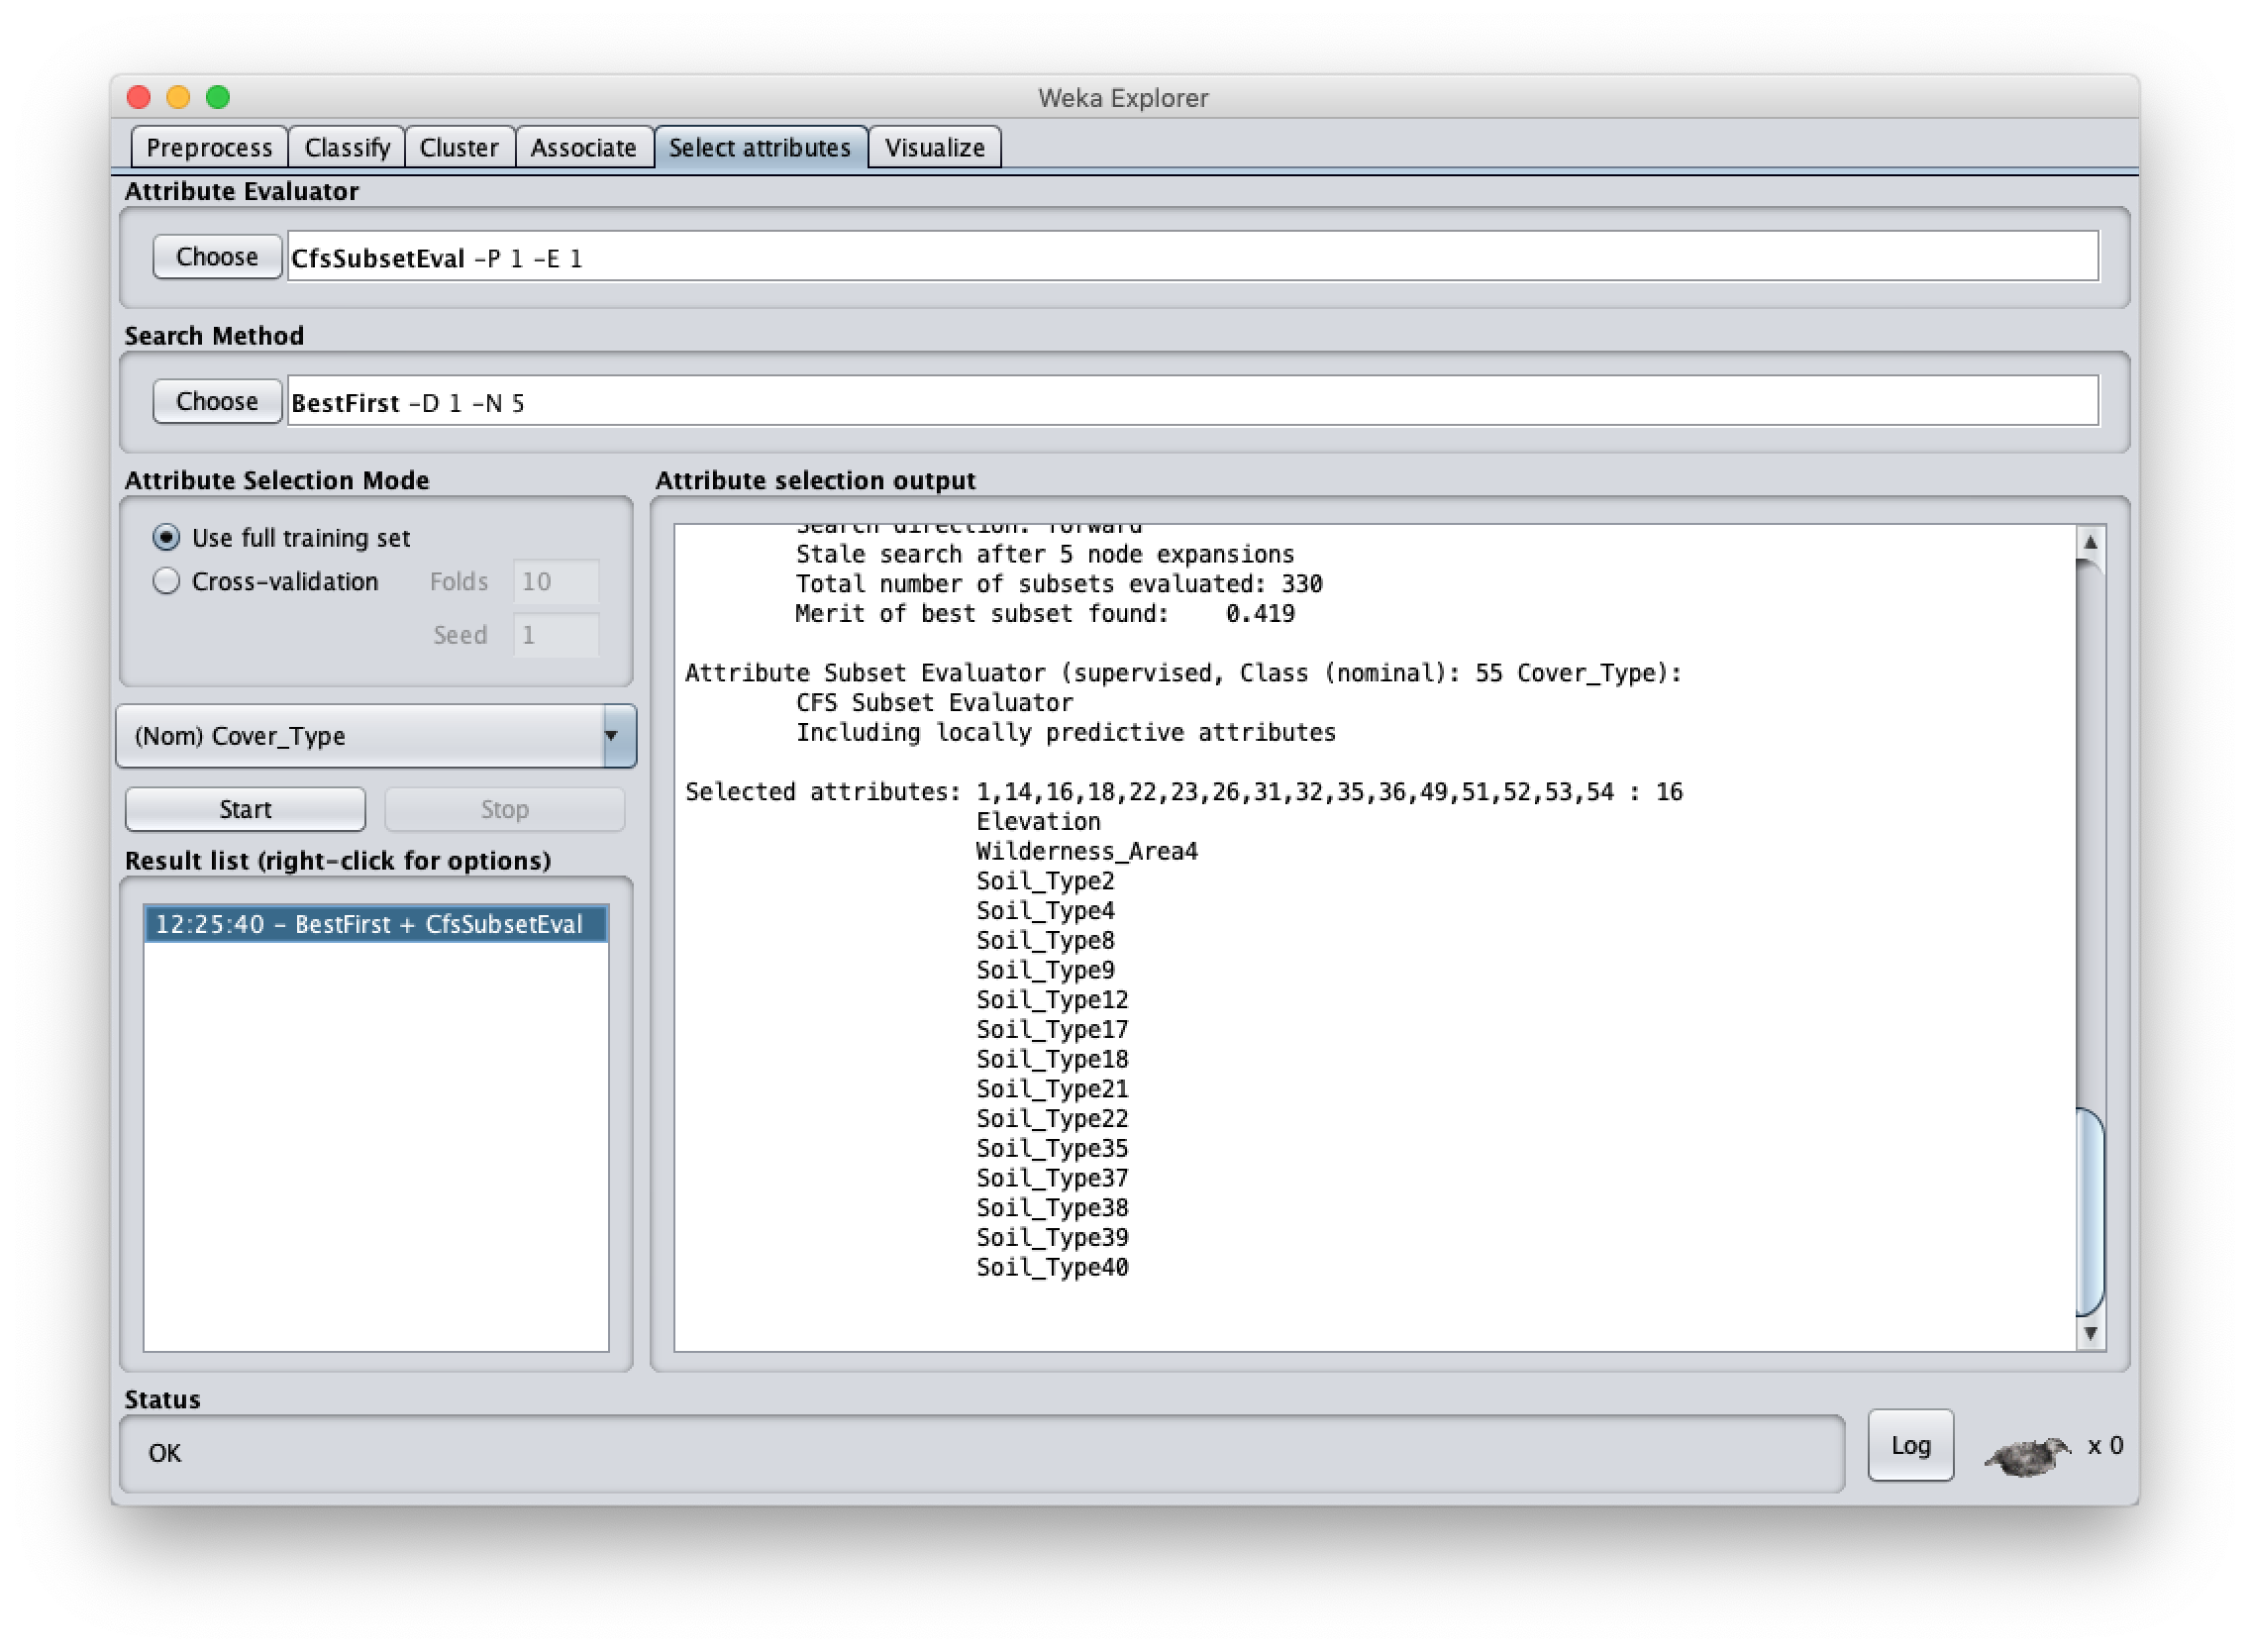 Weka Explorer
Preprocess Classify Cluster Associate Select attributes Visualize
Attribute Evaluator
Choose CfsSubsetEval -P 1 -E 1
Search Method
Choose BestFirst -D 1 -N 5
Attribute Selection Mode
Use full training set
Cross-validation Folds 10
Seed 1
(Nom) Cover_Type
Start Stop
Result list (right-click for options)
12:25:40 - BestFirst + CfsSubsetEval
Attribute selection output
Search direction: forward
Stale search after 5 node expansions
Total number of subsets evaluated: 330
Merit of best subset found: 0.419
Attribute Subset Evaluator (supervised, Class (nominal): 55 Cover_Type):
CFS Subset Evaluator
Including locally predictive attributes
Selected attributes: 1,14,16,18,22,23,26,31,32,35,36,49,51,52,53,54 : 16
Elevation
Wilderness_Area4
Soil_Type2
Soil_Type4
Soil_Type8
Soil_Type9
Soil_Type12
Soil_Type17
Soil_Type18
Soil_Type21
Soil_Type22
Soil_Type35
Soil_Type37
Soil_Type38
Soil_Type39
Soil_Type40
Status
OK
Log x 0